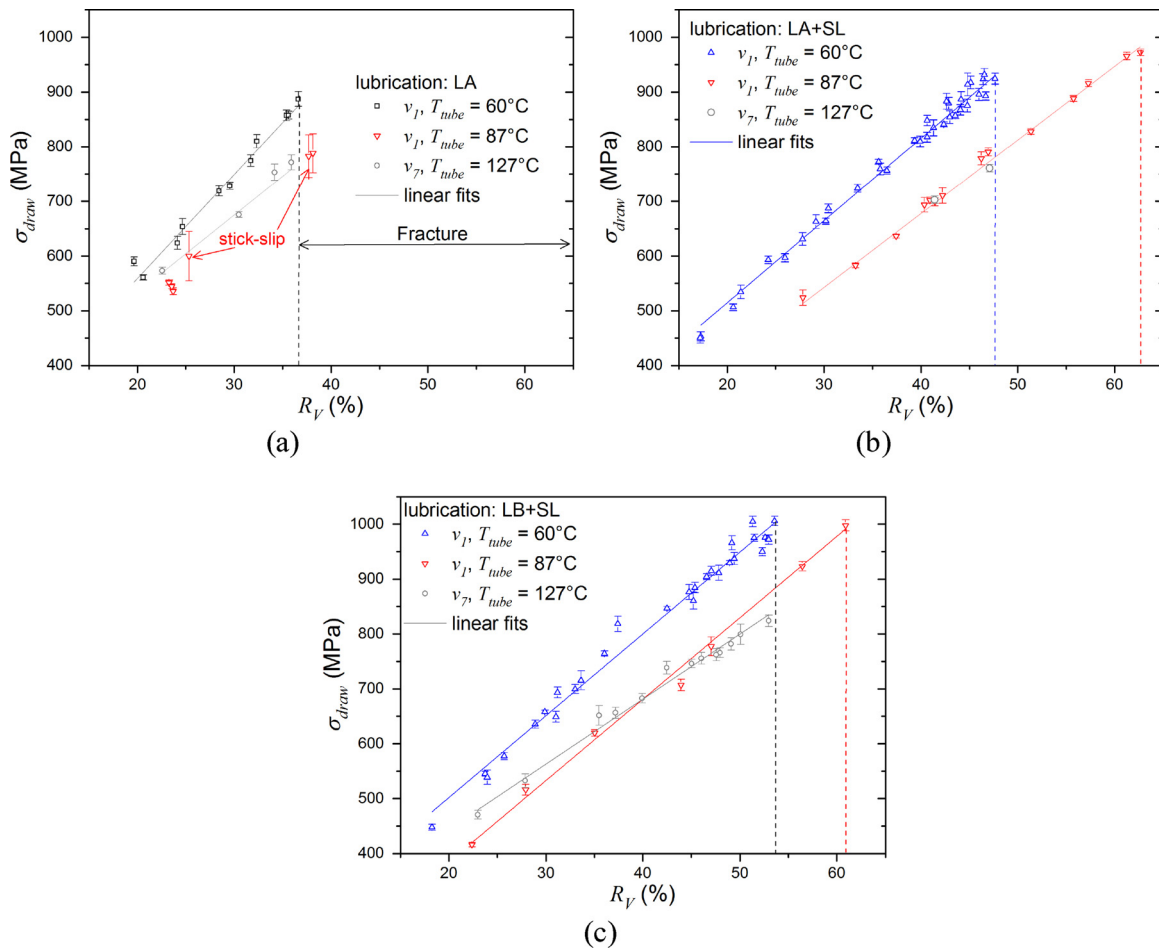 1000
900
800
700
600
500
400
σdraw (MPa)
lubrication: LA
v1, Ttube = 60°C
v1, Ttube = 87°C
v7, Ttube = 127°C
linear fits
stick-slip
Fracture
20 30 40 50 60
RV (%)
(a)
1000
900
800
700
600
500
400
σdraw (MPa)
lubrication: LA+SL
v1, Ttube = 60°C
v1, Ttube = 87°C
v7, Ttube = 127°C
linear fits
20 30 40 50 60
RV (%)
(b)
1000
900
800
700
600
500
400
σdraw (MPa)
lubrication: LB+SL
v1, Ttube = 60°C
v1, Ttube = 87°C
v7, Ttube = 127°C
linear fits
20 30 40 50 60
RV (%)
(c)